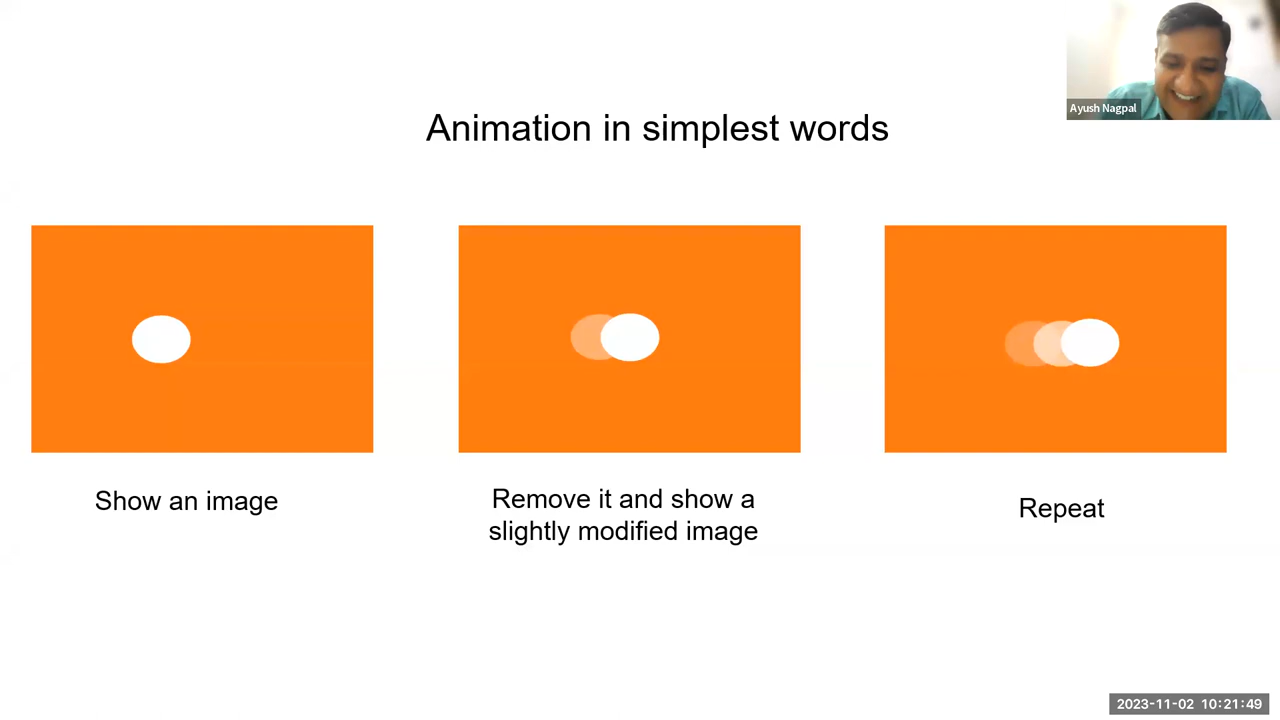 Ayush Nagpal
Animation in simplest words
Show an image
Remove it and show a
slightly modified image
Repeat
2023-11-02 10:21:49